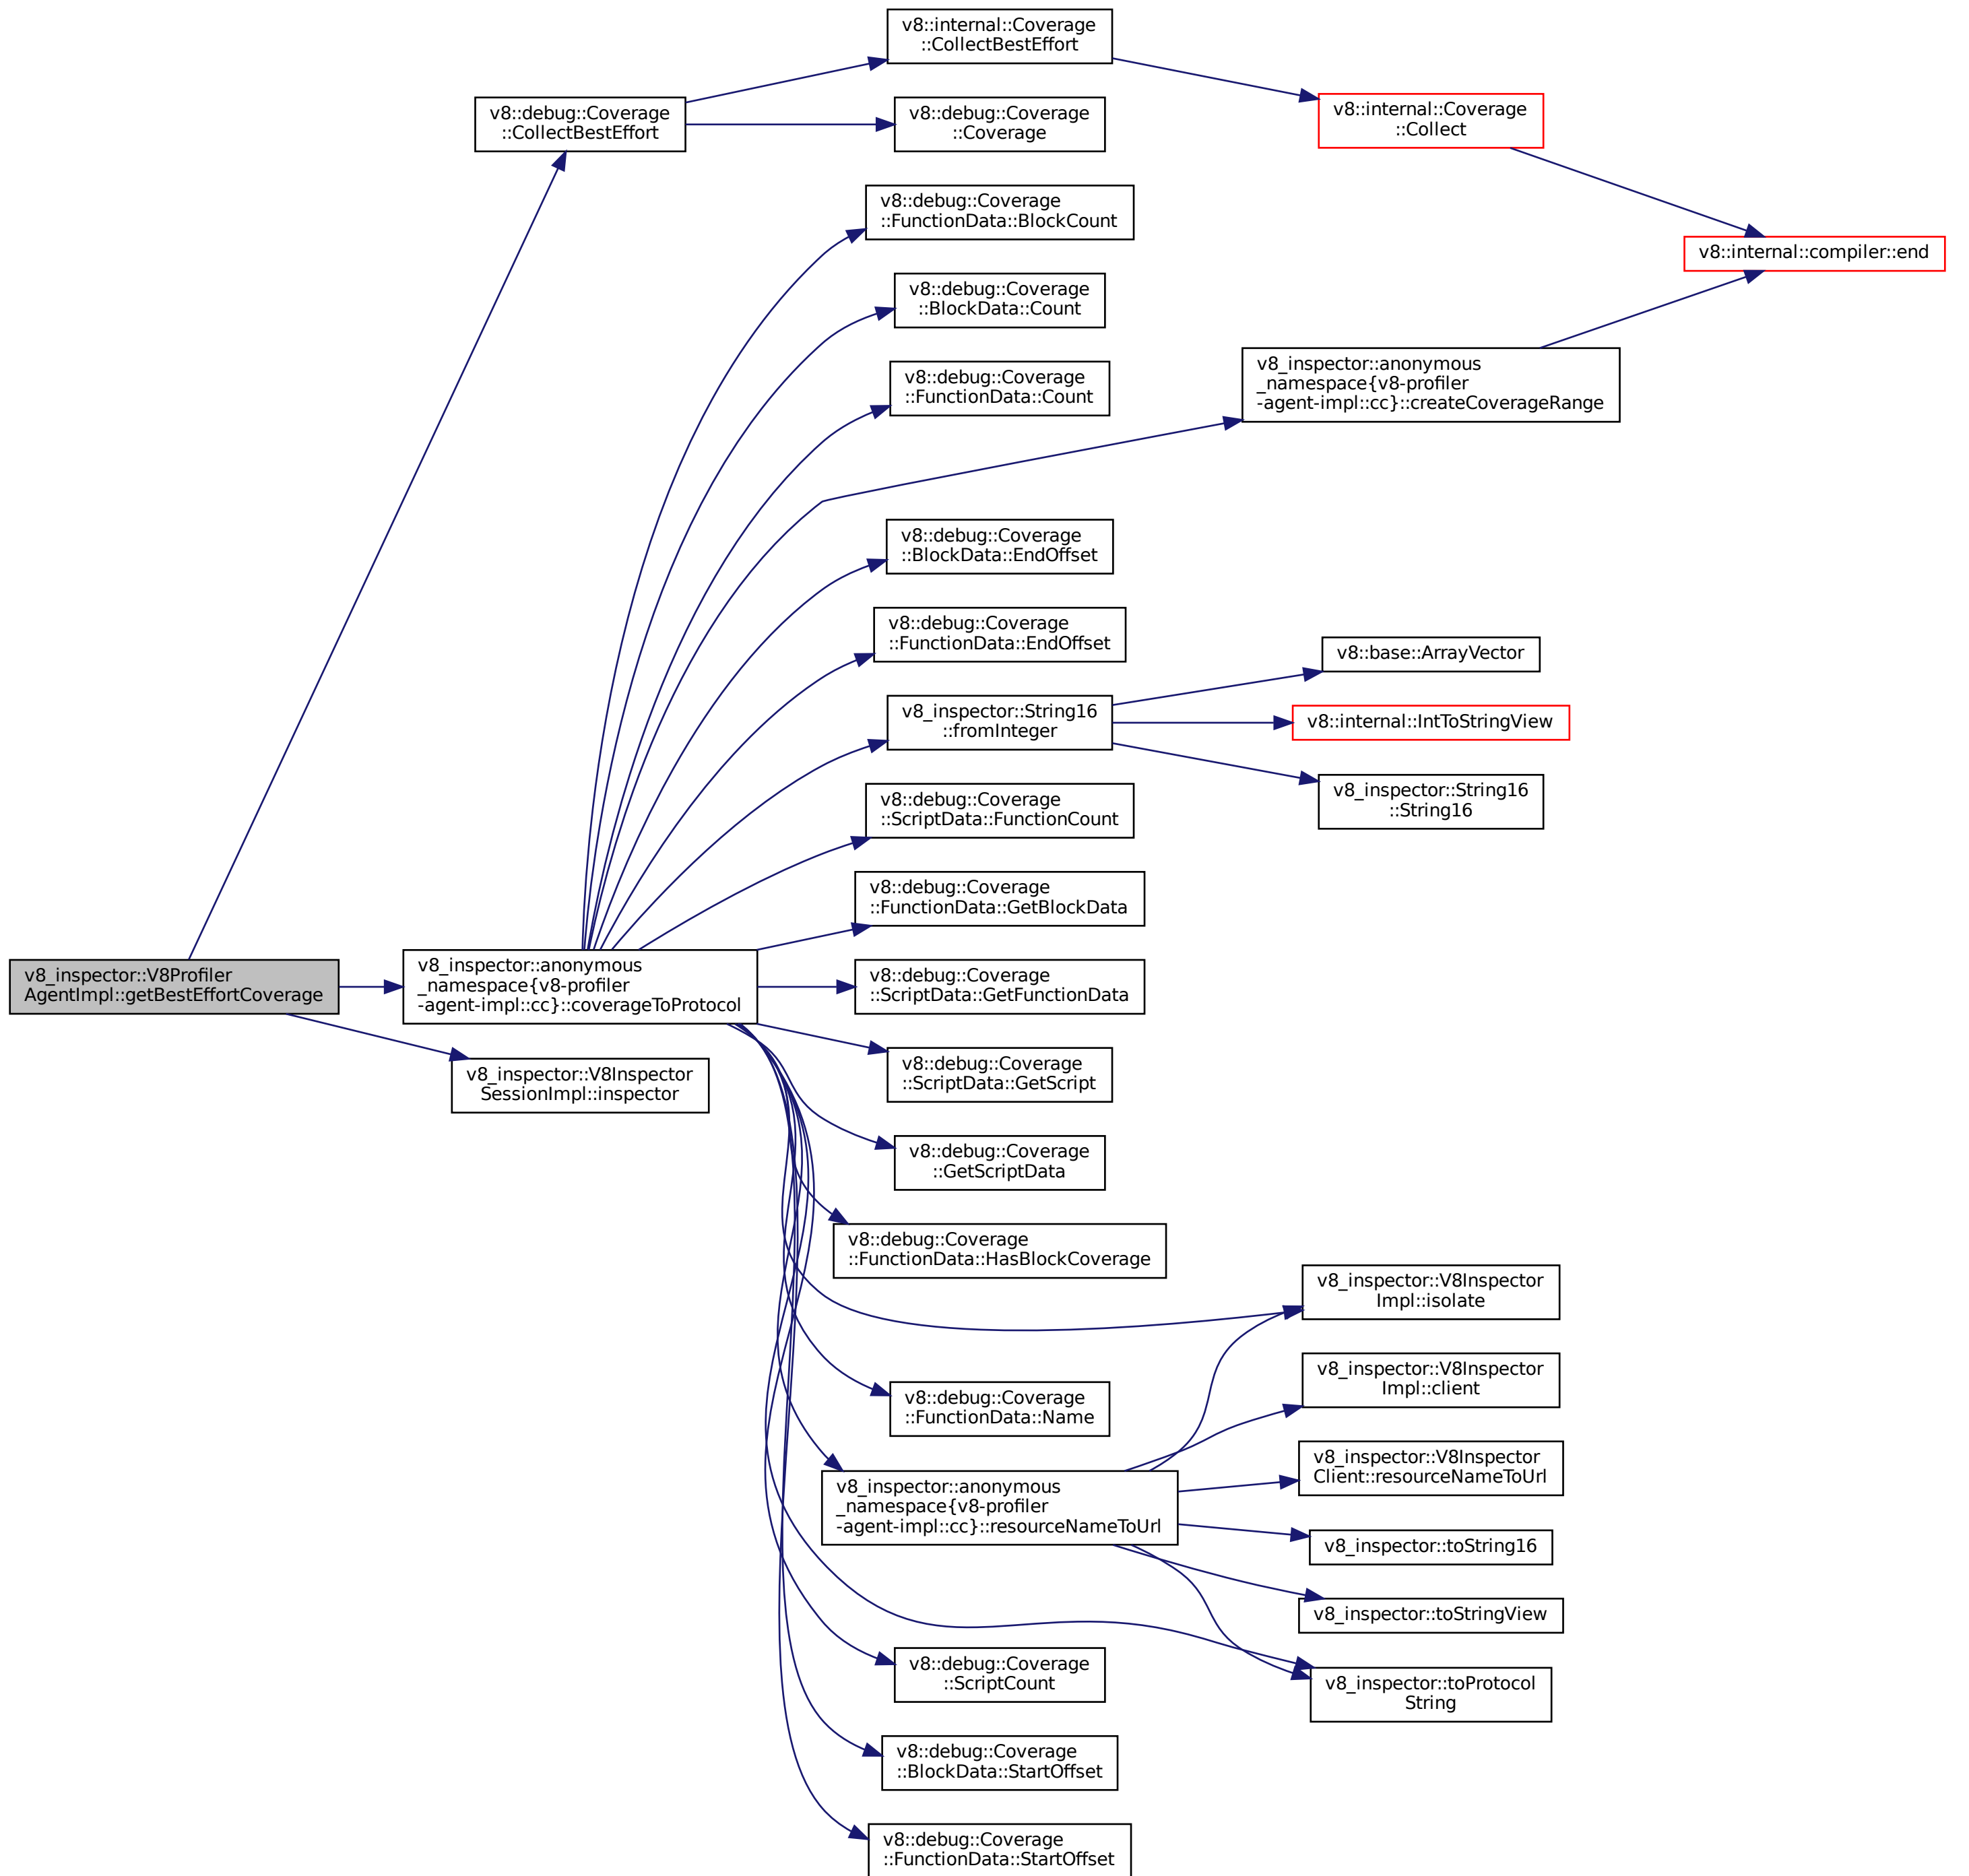 v8::internal::Coverage
::CollectBestEffort
v8::debug::Coverage
::CollectBestEffort
v8::internal::Coverage
::Collect
v8::debug::Coverage
::Coverage
v8::debug::Coverage
::FunctionData::BlockCount
v8::internal::compiler::end
v8::debug::Coverage
::BlockData::Count
v8::debug::Coverage
::FunctionData::Count
v8_inspector::anonymous
_namespace{v8-profiler
-agent-impl::cc}::createCoverageRange
v8::debug::Coverage
::BlockData::EndOffset
v8::debug::Coverage
::FunctionData::EndOffset
v8::base::ArrayVector
v8_inspector::String16
::fromInteger
v8::internal::IntToStringView
v8_inspector::String16
::String16
v8::debug::Coverage
::ScriptData::FunctionCount
v8::debug::Coverage
::FunctionData::GetBlockData
v8_inspector::V8Profiler
AgentImpl::getBestEffortCoverage
v8_inspector::anonymous
_namespace{v8-profiler
-agent-impl::cc}::coverageToProtocol
v8::debug::Coverage
::ScriptData::GetFunctionData
v8_inspector::V8Inspector
SessionImpl::inspector
v8::debug::Coverage
::ScriptData::GetScript
v8::debug::Coverage
::GetScriptData
v8::debug::Coverage
::FunctionData::HasBlockCoverage
v8_inspector::V8Inspector
Impl::isolate
v8_inspector::V8Inspector
Impl::client
v8::debug::Coverage
::FunctionData::Name
v8_inspector::V8Inspector
Client::resourceNameToUrl
v8_inspector::anonymous
_namespace{v8-profiler
-agent-impl::cc}::resourceNameToUrl
v8_inspector::toString16
v8_inspector::toStringView
v8::debug::Coverage
::ScriptCount
v8_inspector::toProtocol
String
v8::debug::Coverage
::BlockData::StartOffset
v8::debug::Coverage
::FunctionData::StartOffset